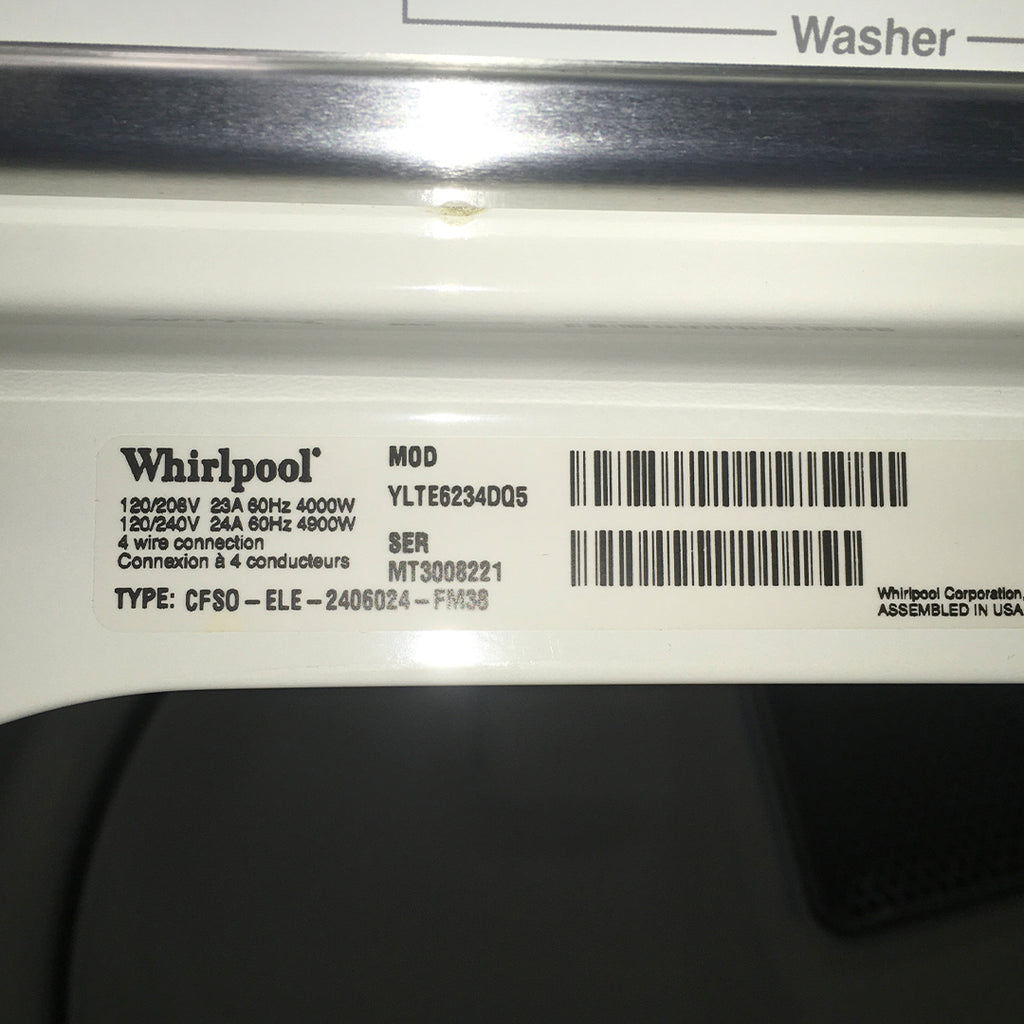 Washer
Whirlpool
120/208V 23A 60Hz 4000W
120/240V 24A 60Hz 4900W
4 wire connection
Connexion à 4 conducteurs
TYPE: CFSO-ELE-2406024-FM38
MOD
YLTE6234DQ5
SER
MT3008221
Whirlpool Corporation,
ASSEMBLED IN USA